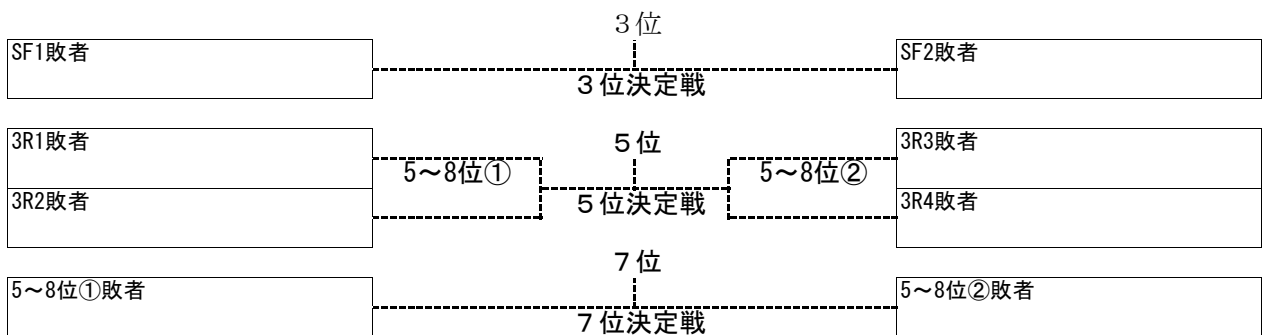 ３位
SF1敗者
SF2敗者
３位決定戦
3R1敗者
５位
3R3敗者
5～8位①
5～8位②
3R2敗者
５位決定戦
3R4敗者
７位
5～8位①敗者
5～8位②敗者
７位決定戦